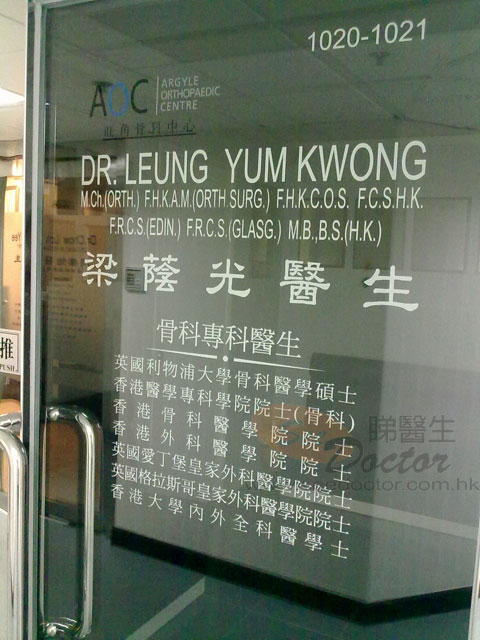 1020-1021
AOC
ARGYLE
ORTHOPAEDIC
CENTRE
旺角骨科中心
DR. LEUNG YUM KWONG
M.Ch.(ORTH.) F.H.K.A.M.(ORTH.SURG.) F.H.K.C.O.S. F.C.S.H.K.
F.R.C.S.(EDIN.) F.R.C.S.(GLASG.) M.B.,B.S.(H.K.)
梁蔭光醫生
骨科專科醫生
英國利物浦大學骨科醫學碩士
香港醫學專科學院院士(骨科)
香港骨科醫學院院士
香港外科醫學院院士
英國愛丁堡皇家外科醫學院院士
英國格拉斯哥皇家外科醫學院院士
香港大學內外全科醫學士
推
PUSH
睇醫生
Doctor